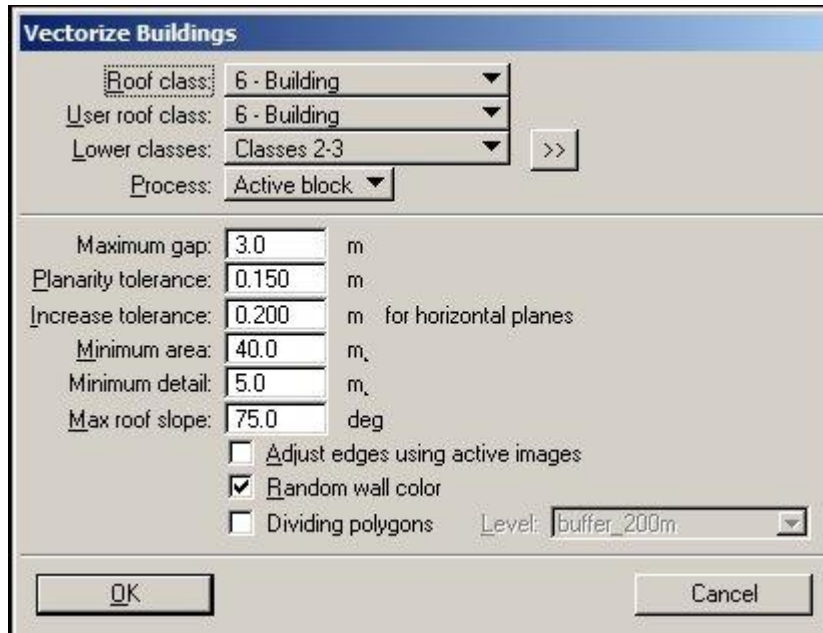 Vectorize Buildings
Roof class: 6 - Building
User roof class: 6 - Building
Lower classes: Classes 2-3 >>
Process: Active block
Maximum gap: 3.0 m
Planarity tolerance: 0.150 m
Increase tolerance: 0.200 m for horizontal planes
Minimum area: 40.0 m
Minimum detail: 5.0 m
Max roof slope: 75.0 deg
Adjust edges using active images
Random wall color
Dividing polygons Level: buffer_200m
OK Cancel